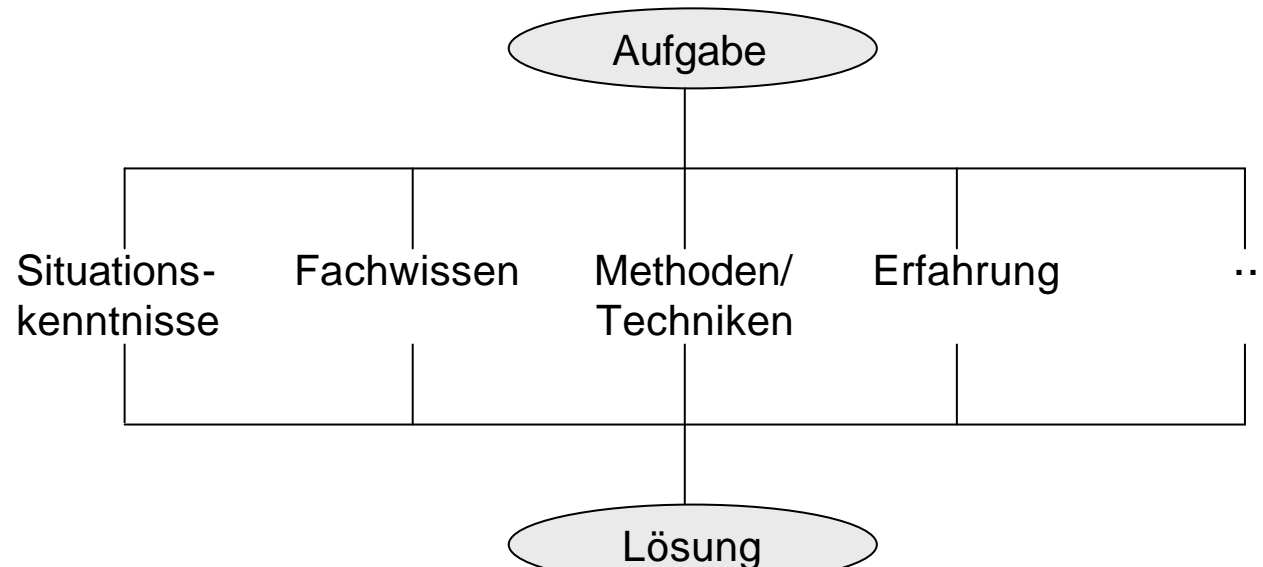 Aufgabe
Situations- Fachwissen Methoden/ Erfahrung ..
kenntnisse Techniken
Lösung